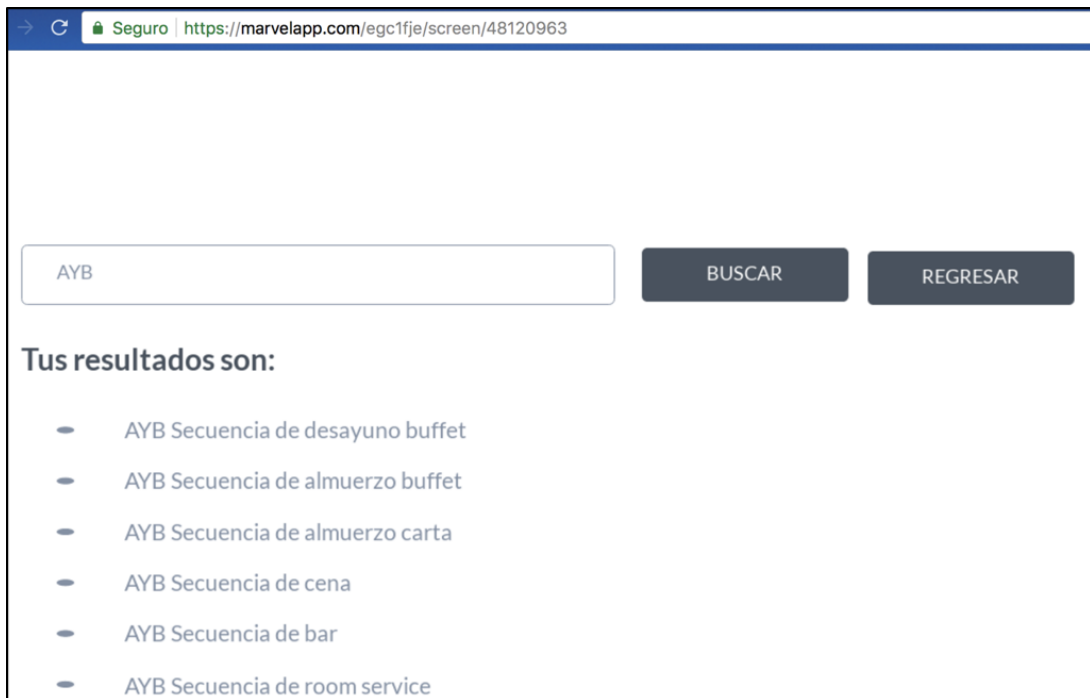 Seguro | https://marvelapp.com/egc1fje/screen/48120963
AYB BUSCAR REGRESAR
Tus resultados son:
AYB Secuencia de desayuno buffet
AYB Secuencia de almuerzo buffet
AYB Secuencia de almuerzo carta
AYB Secuencia de cena
AYB Secuencia de bar
AYB Secuencia de room service